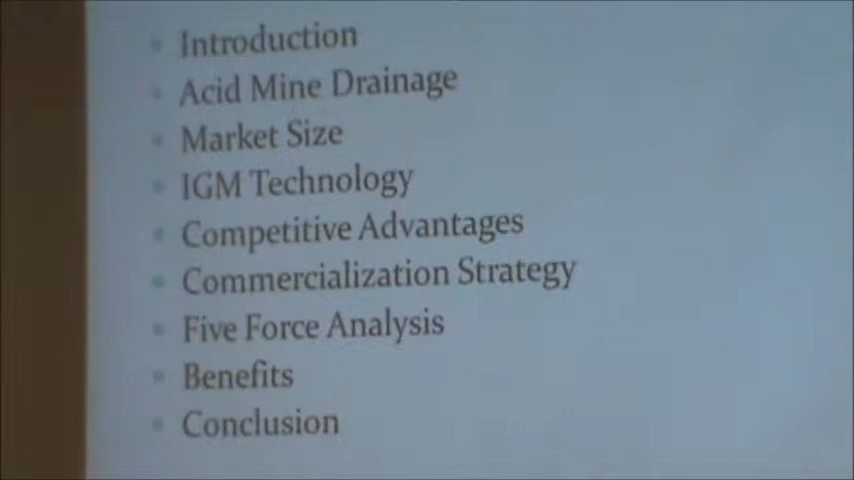 Introduction
Acid Mine Drainage
Market Size
IGM Technology
Competitive Advantages
Commercialization Strategy
Five Force Analysis
Benefits
Conclusion